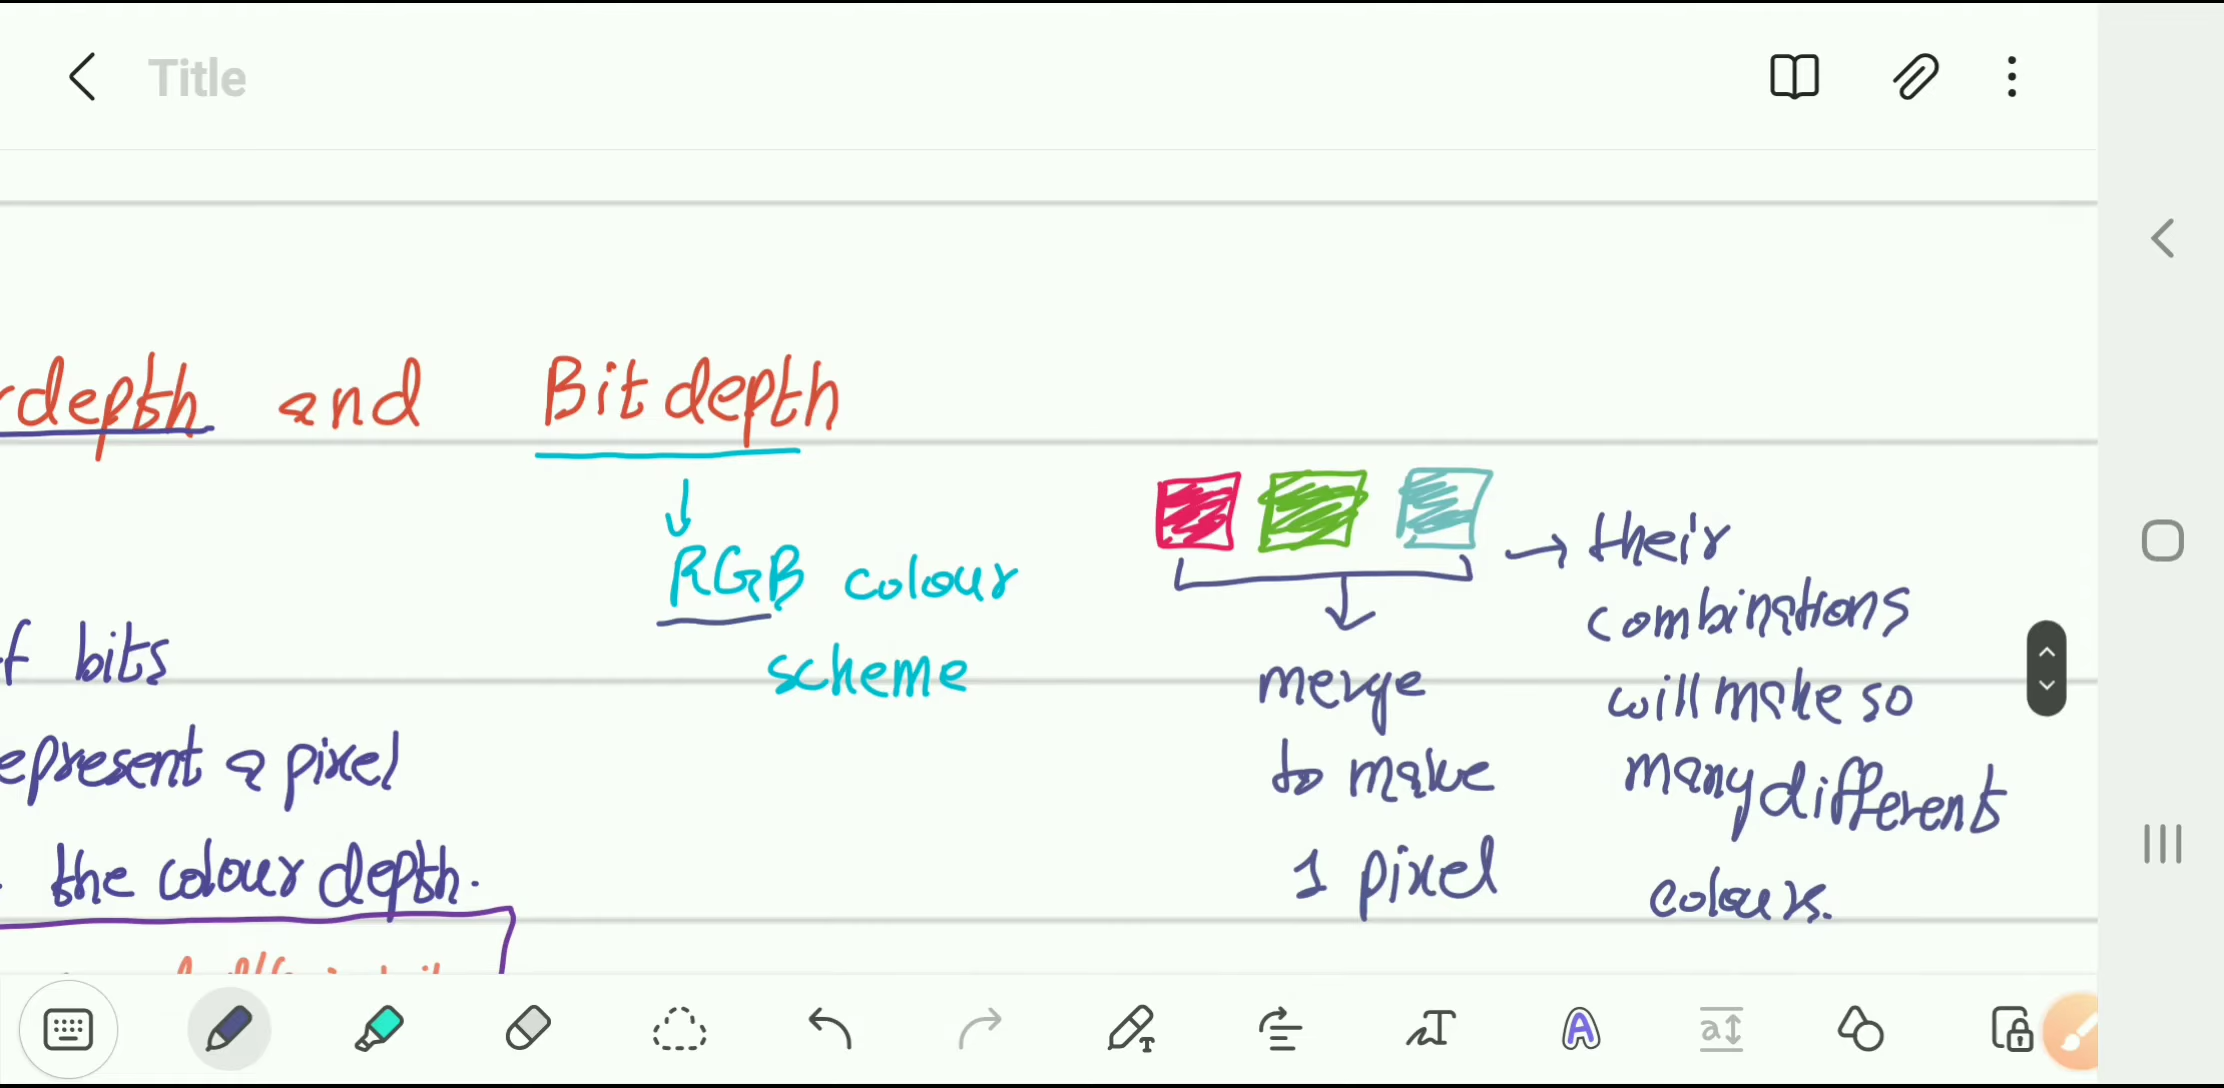 Title
rdepth and Bit depth
RGB colour
scheme
f bits
epresent a pixel
the colour depth.
merge
to make
1 pixel
→ their
combinations
will make so
many different
colours.